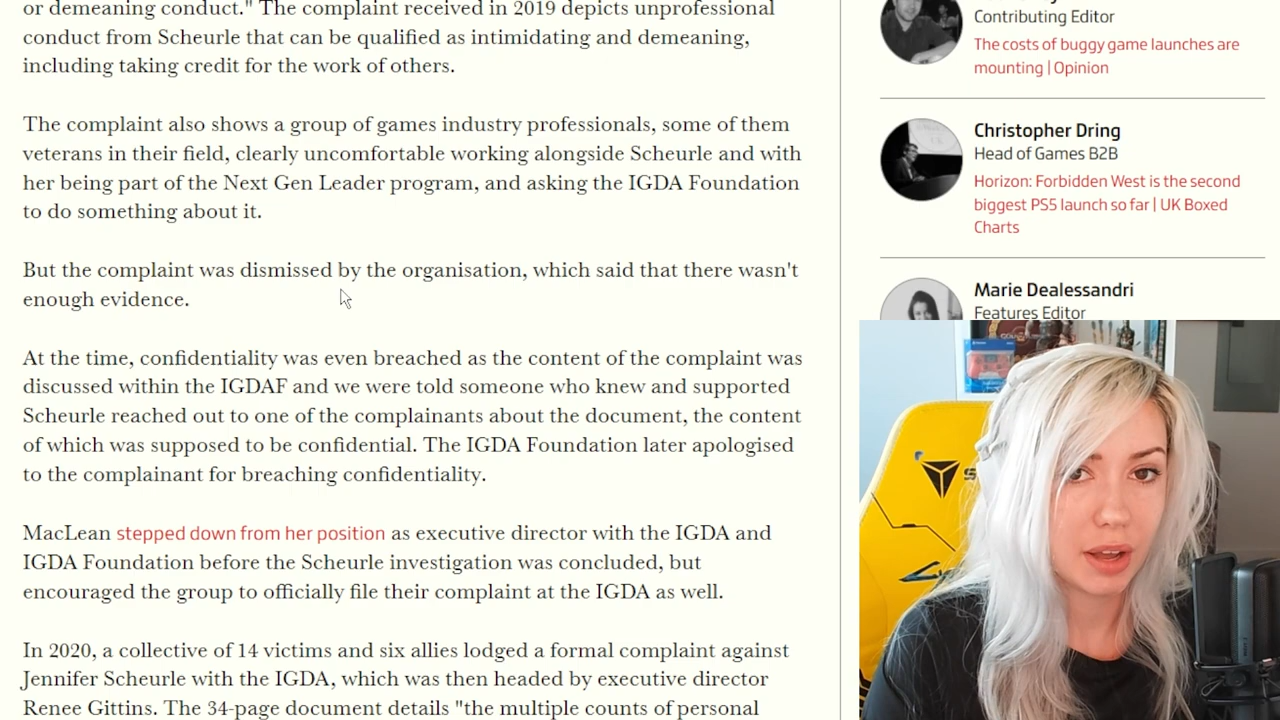 or demeaning conduct." The complaint received in 2019 depicts unprofessional
conduct from Scheurle that can be qualified as intimidating and demeaning,
including taking credit for the work of others.
The complaint also shows a group of games industry professionals, some of them
veterans in their field, clearly uncomfortable working alongside Scheurle and with
her being part of the Next Gen Leader program, and asking the IGDA Foundation
to do something about it.
But the complaint was dismissed by the organisation, which said that there wasn't
enough evidence.
At the time, confidentiality was even breached as the content of the complaint was
discussed within the IGDAF and we were told someone who knew and supported
Scheurle reached out to one of the complainants about the document, the content
of which was supposed to be confidential. The IGDA Foundation later apologised
to the complainant for breaching confidentiality.
MacLean stepped down from her position as executive director with the IGDA and
IGDA Foundation before the Scheurle investigation was concluded, but
encouraged the group to officially file their complaint at the IGDA as well.
In 2020, a collective of 14 victims and six allies lodged a formal complaint against
Jennifer Scheurle with the IGDA, which was then headed by executive director
Renee Gittins. The 34-page document details "the multiple counts of personal
Contributing Editor
The costs of buggy game launches are
mounting | Opinion
Christopher Dring
Head of Games B2B
Horizon: Forbidden West is the second
biggest PS5 launch so far | UK Boxed
Charts
Marie Dealessandri
Features Editor